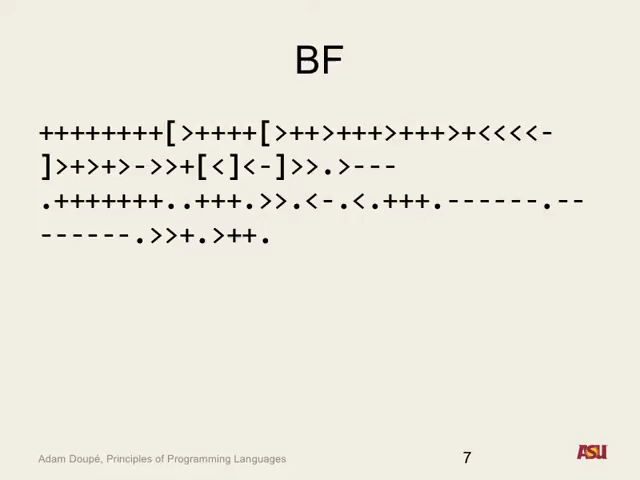 BF
++++++++[>++++[>++>+++>+++>+<<<<-
]>+>+>->>+[<]<-]>>.>---
.+++++++..+++.>>.<-.<.+++.------.--
------.>>+.>++.
Adam Doupé, Principles of Programming Languages
7
ASU